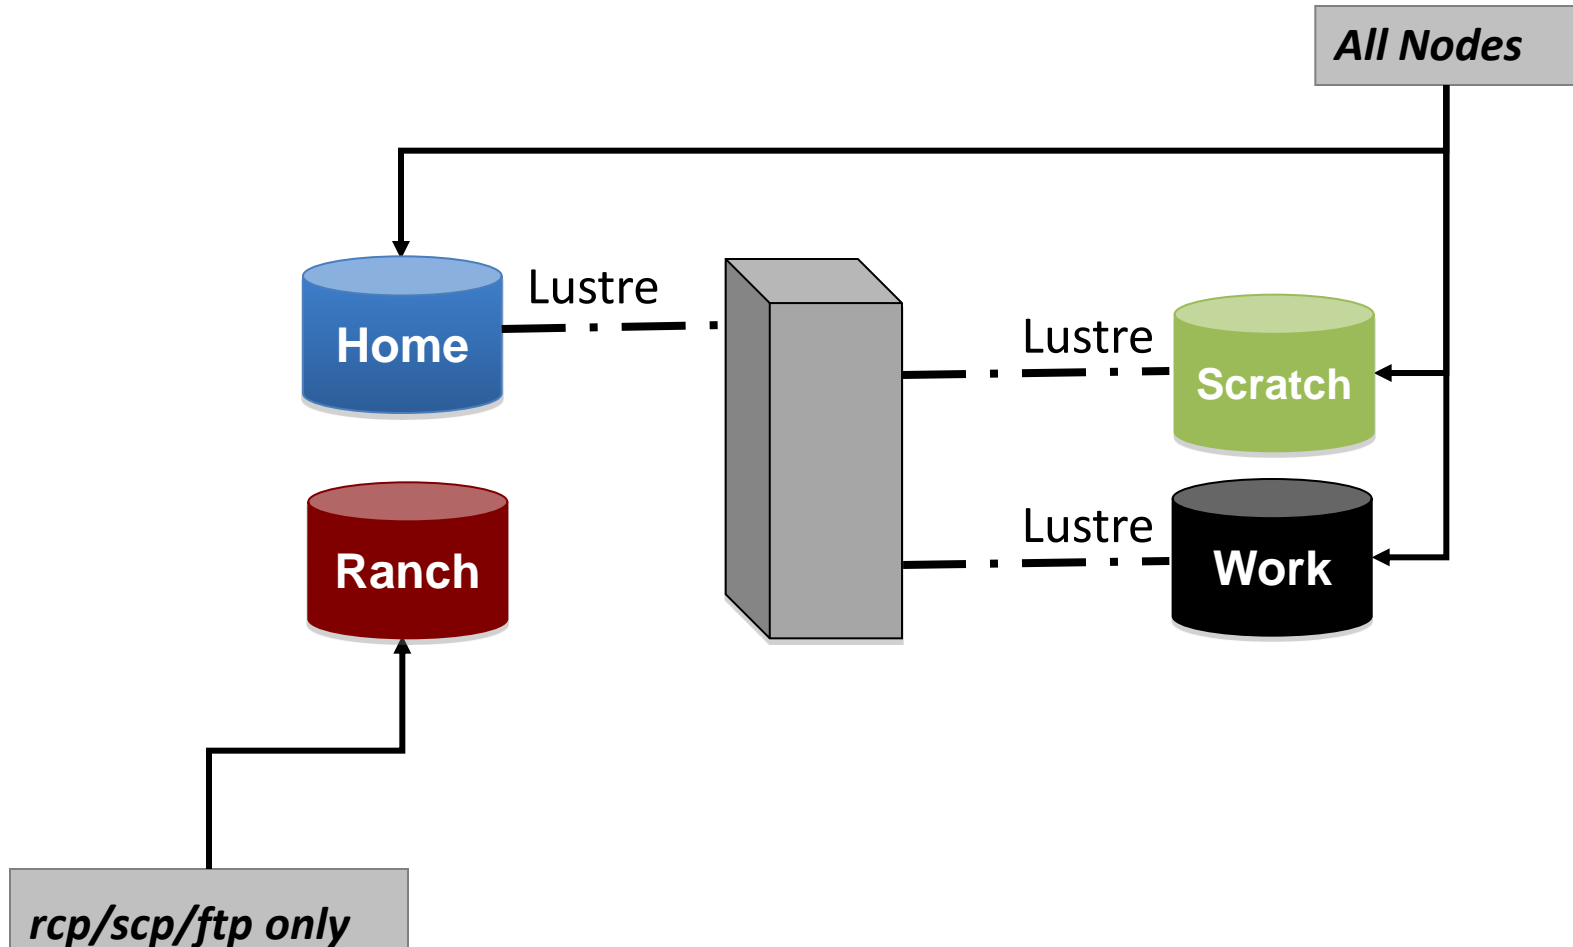 All Nodes
Lustre
Home
Lustre
Scratch
Lustre
Ranch
Work
rcp/scp/ftp only